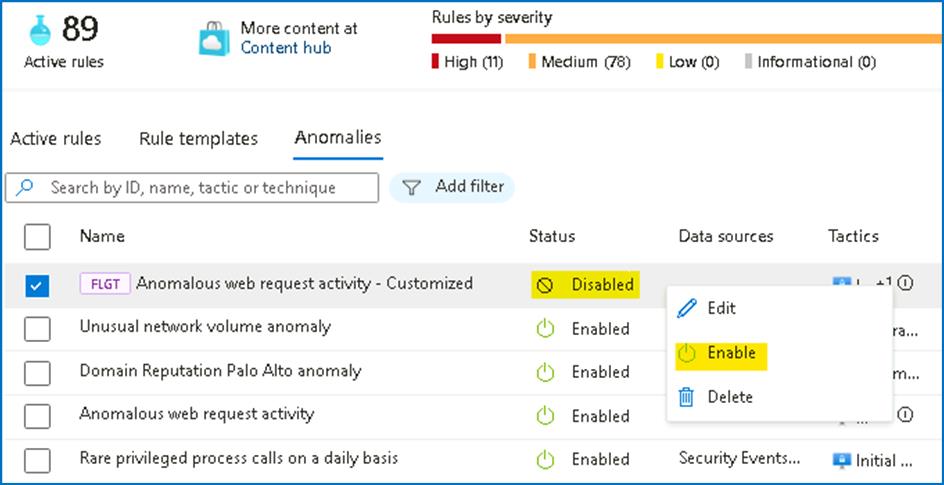 89
Active rules
More content at
Content hub
Rules by severity
High (11) Medium (78) Low (0) Informational (0)
Active rules Rule templates Anomalies
Search by ID, name, tactic or technique Add filter
Name Status Data sources Tactics
FLGT Anomalous web request activity - Customized Disabled +1
Edit
Unusual network volume anomaly Enabled ra...
Enable
Domain Reputation Palo Alto anomaly Enabled m...
Delete
Anomalous web request activity Enabled
Rare privileged process calls on a daily basis Enabled Security Events... Initial ...